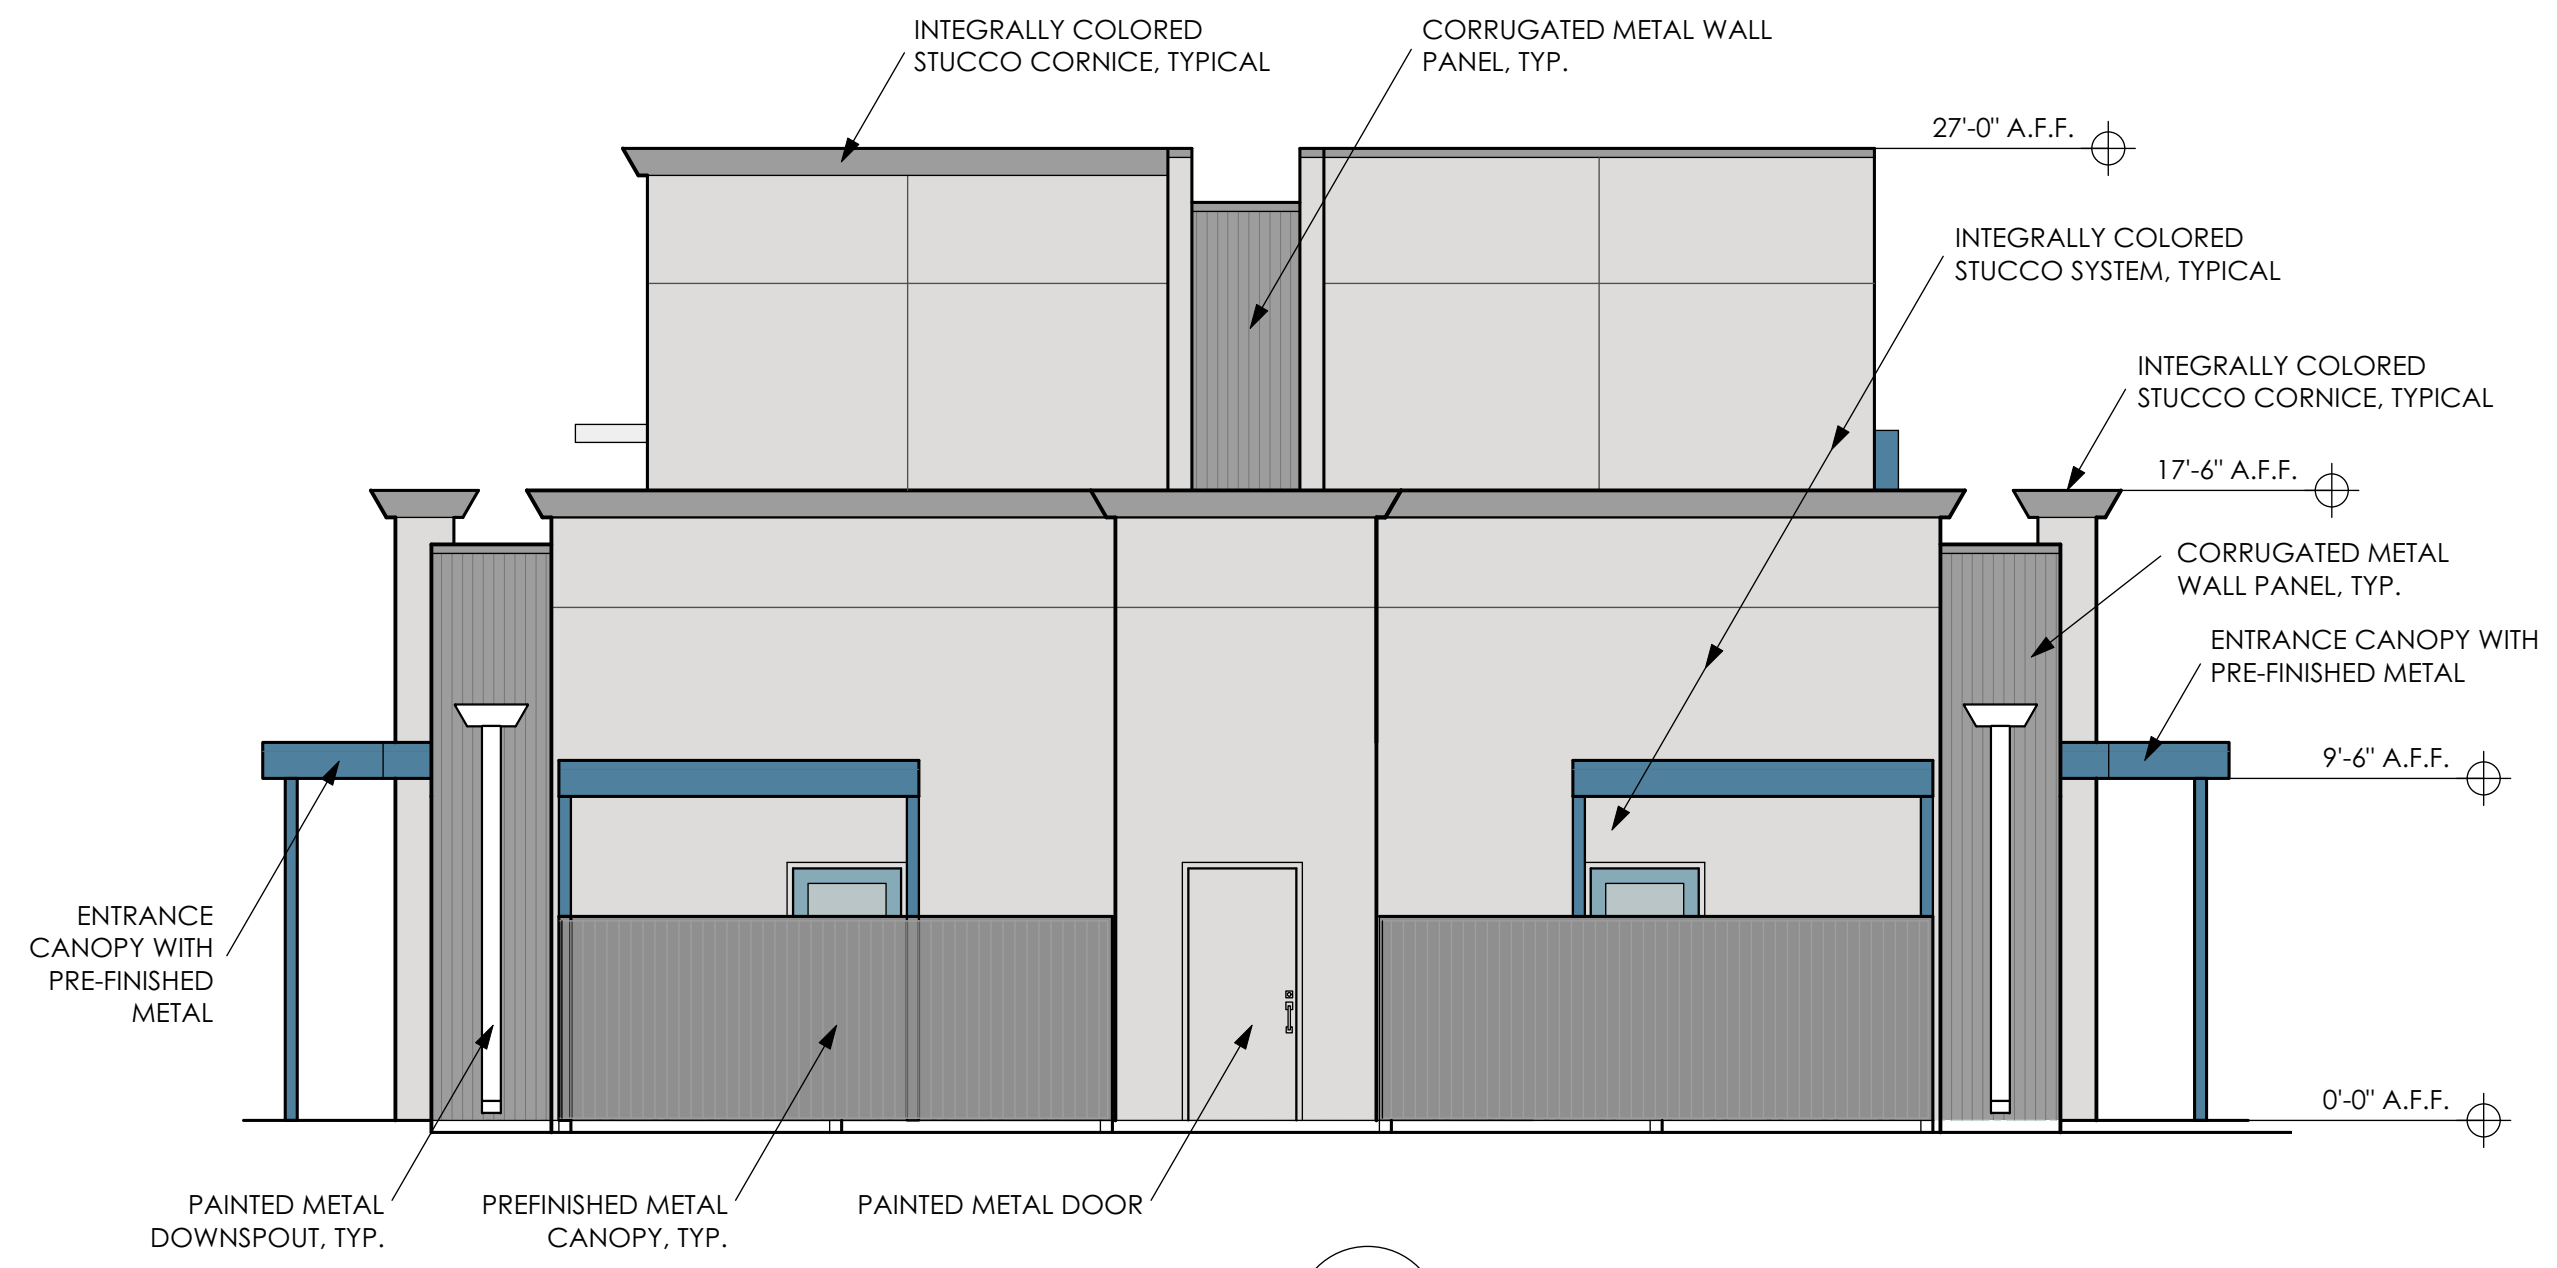 INTEGRALLY COLORED
STUCCO CORNICE, TYPICAL
CORRUGATED METAL WALL
PANEL, TYP.
27'-0" A.F.F.
INTEGRALLY COLORED
STUCCO SYSTEM, TYPICAL
INTEGRALLY COLORED
STUCCO CORNICE, TYPICAL
17'-6" A.F.F.
CORRUGATED METAL
WALL PANEL, TYP.
ENTRANCE CANOPY WITH
PRE-FINISHED METAL
9'-6" A.F.F.
ENTRANCE
CANOPY WITH
PRE-FINISHED
METAL
0'-0" A.F.F.
PAINTED METAL
DOWNSPOUT, TYP.
PREFINISHED METAL
CANOPY, TYP.
PAINTED METAL DOOR